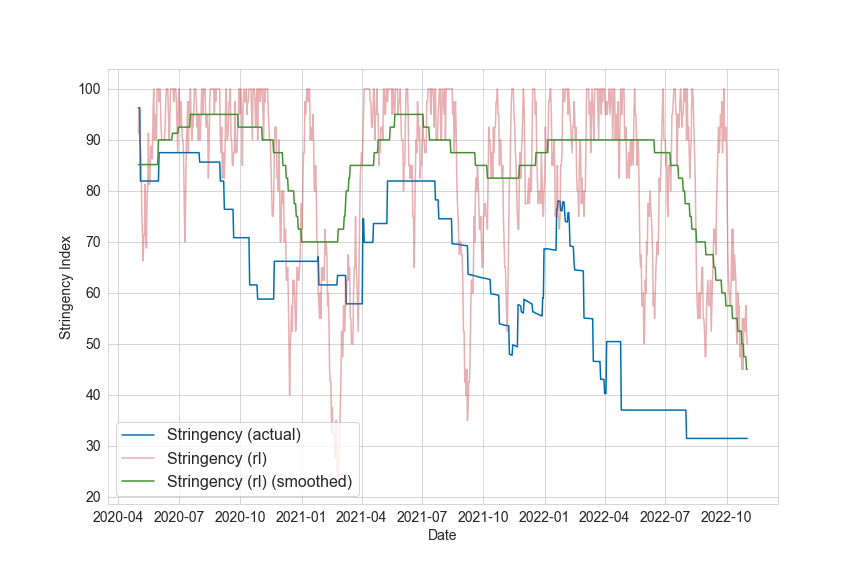 100
90
80
70
60
50
40
30
20
Stringency Index
Stringency (actual)
Stringency (rl)
Stringency (rl) (smoothed)
2020-04 2020-07 2020-10 2021-01 2021-04 2021-07 2021-10 2022-01 2022-04 2022-07 2022-10
Date